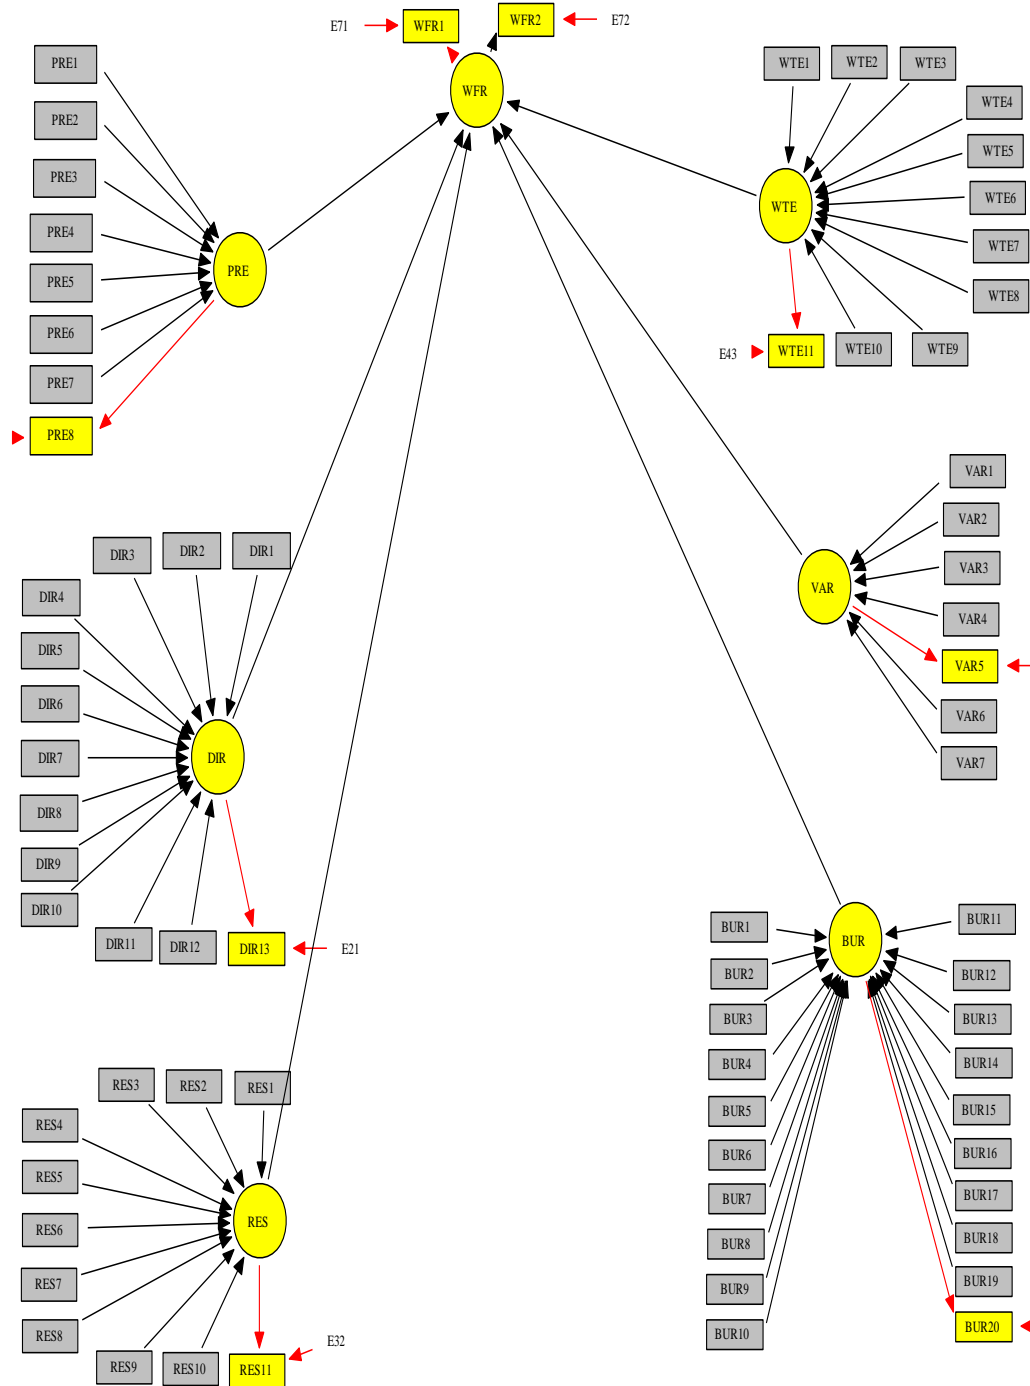 E71
WFR1
WFR2
E72
WFR
PRE1
PRE2
PRE3
PRE4
PRE5
PRE6
PRE7
PRE8
PRE
WTE1
WTE2
WTE3
WTE4
WTE5
WTE6
WTE7
WTE8
WTE9
WTE10
WTE11
E43
WTE
VAR1
VAR2
VAR3
VAR4
VAR5
VAR6
VAR7
VAR
DIR1
DIR2
DIR3
DIR4
DIR5
DIR6
DIR7
DIR8
DIR9
DIR10
DIR11
DIR12
DIR13
E21
DIR
BUR1
BUR2
BUR3
BUR4
BUR5
BUR6
BUR7
BUR8
BUR9
BUR10
BUR
BUR11
BUR12
BUR13
BUR14
BUR15
BUR16
BUR17
BUR18
BUR19
BUR20
RES1
RES2
RES3
RES4
RES5
RES6
RES7
RES8
RES9
RES10
RES11
E32
RES